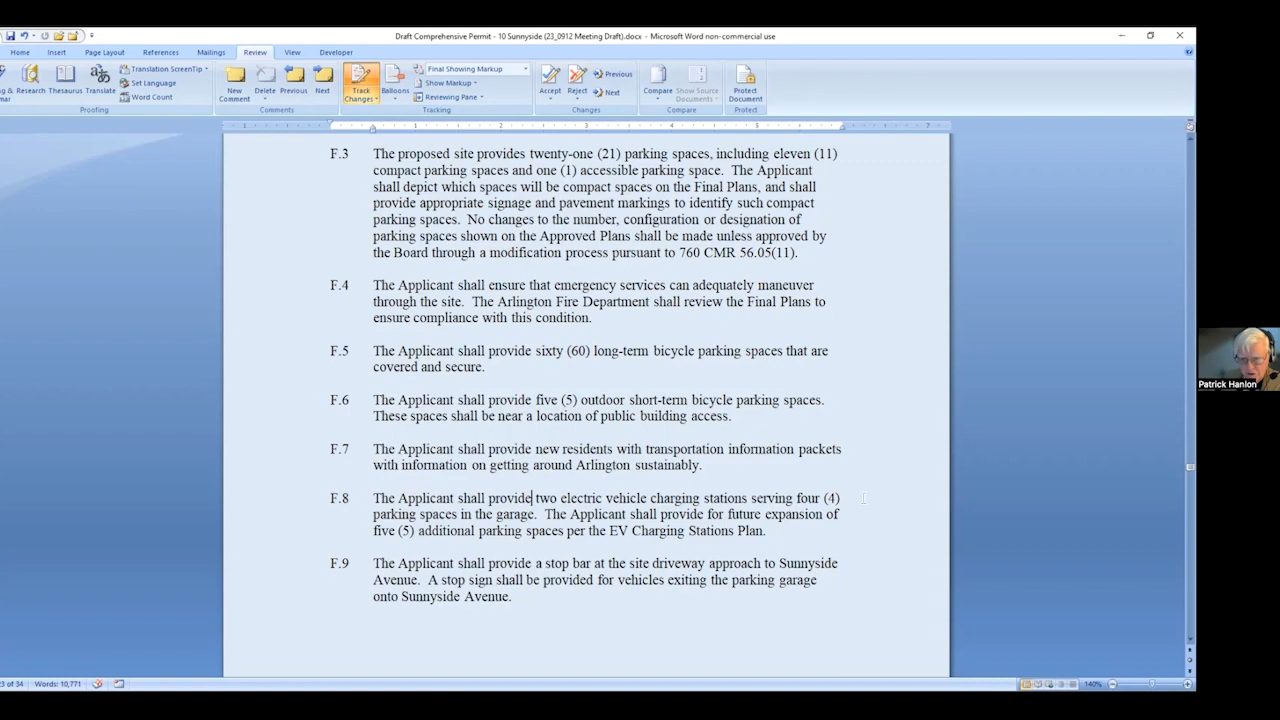 Draft Comprehensive Permit - 10 Sunnyside (23_0912 Meeting Draft).docx - Microsoft Word non-commercial use
Home Insert Page Layout References Mailings Review View Developer
Research Thesaurus Translate
Translation ScreenTip
Set Language
Word Count
New Comment Delete Previous Next
Track Changes Balloons
Final Showing Markup
Show Markup
Reviewing Pane
Accept Reject
Previous
Next
Compare Show Source Documents
Protect Document
Proofing Comments Tracking Changes Compare Protect
1 1 2 3 4 5 7
F.3 The proposed site provides twenty-one (21) parking spaces, including eleven (11)
compact parking spaces and one (1) accessible parking space. The Applicant
shall depict which spaces will be compact spaces on the Final Plans, and shall
provide appropriate signage and pavement markings to identify such compact
parking spaces. No changes to the number, configuration or designation of
parking spaces shown on the Approved Plans shall be made unless approved by
the Board through a modification process pursuant to 760 CMR 56.05(11).
F.4 The Applicant shall ensure that emergency services can adequately maneuver
through the site. The Arlington Fire Department shall review the Final Plans to
ensure compliance with this condition.
F.5 The Applicant shall provide sixty (60) long-term bicycle parking spaces that are
covered and secure.
F.6 The Applicant shall provide five (5) outdoor short-term bicycle parking spaces.
These spaces shall be near a location of public building access.
F.7 The Applicant shall provide new residents with transportation information packets
with information on getting around Arlington sustainably.
F.8 The Applicant shall provide two electric vehicle charging stations serving four (4)
parking spaces in the garage. The Applicant shall provide for future expansion of
five (5) additional parking spaces per the EV Charging Stations Plan.
F.9 The Applicant shall provide a stop bar at the site driveway approach to Sunnyside
Avenue. A stop sign shall be provided for vehicles exiting the parking garage
onto Sunnyside Avenue.
Patrick Hanlon
3 of 34 Words: 10,771 140%